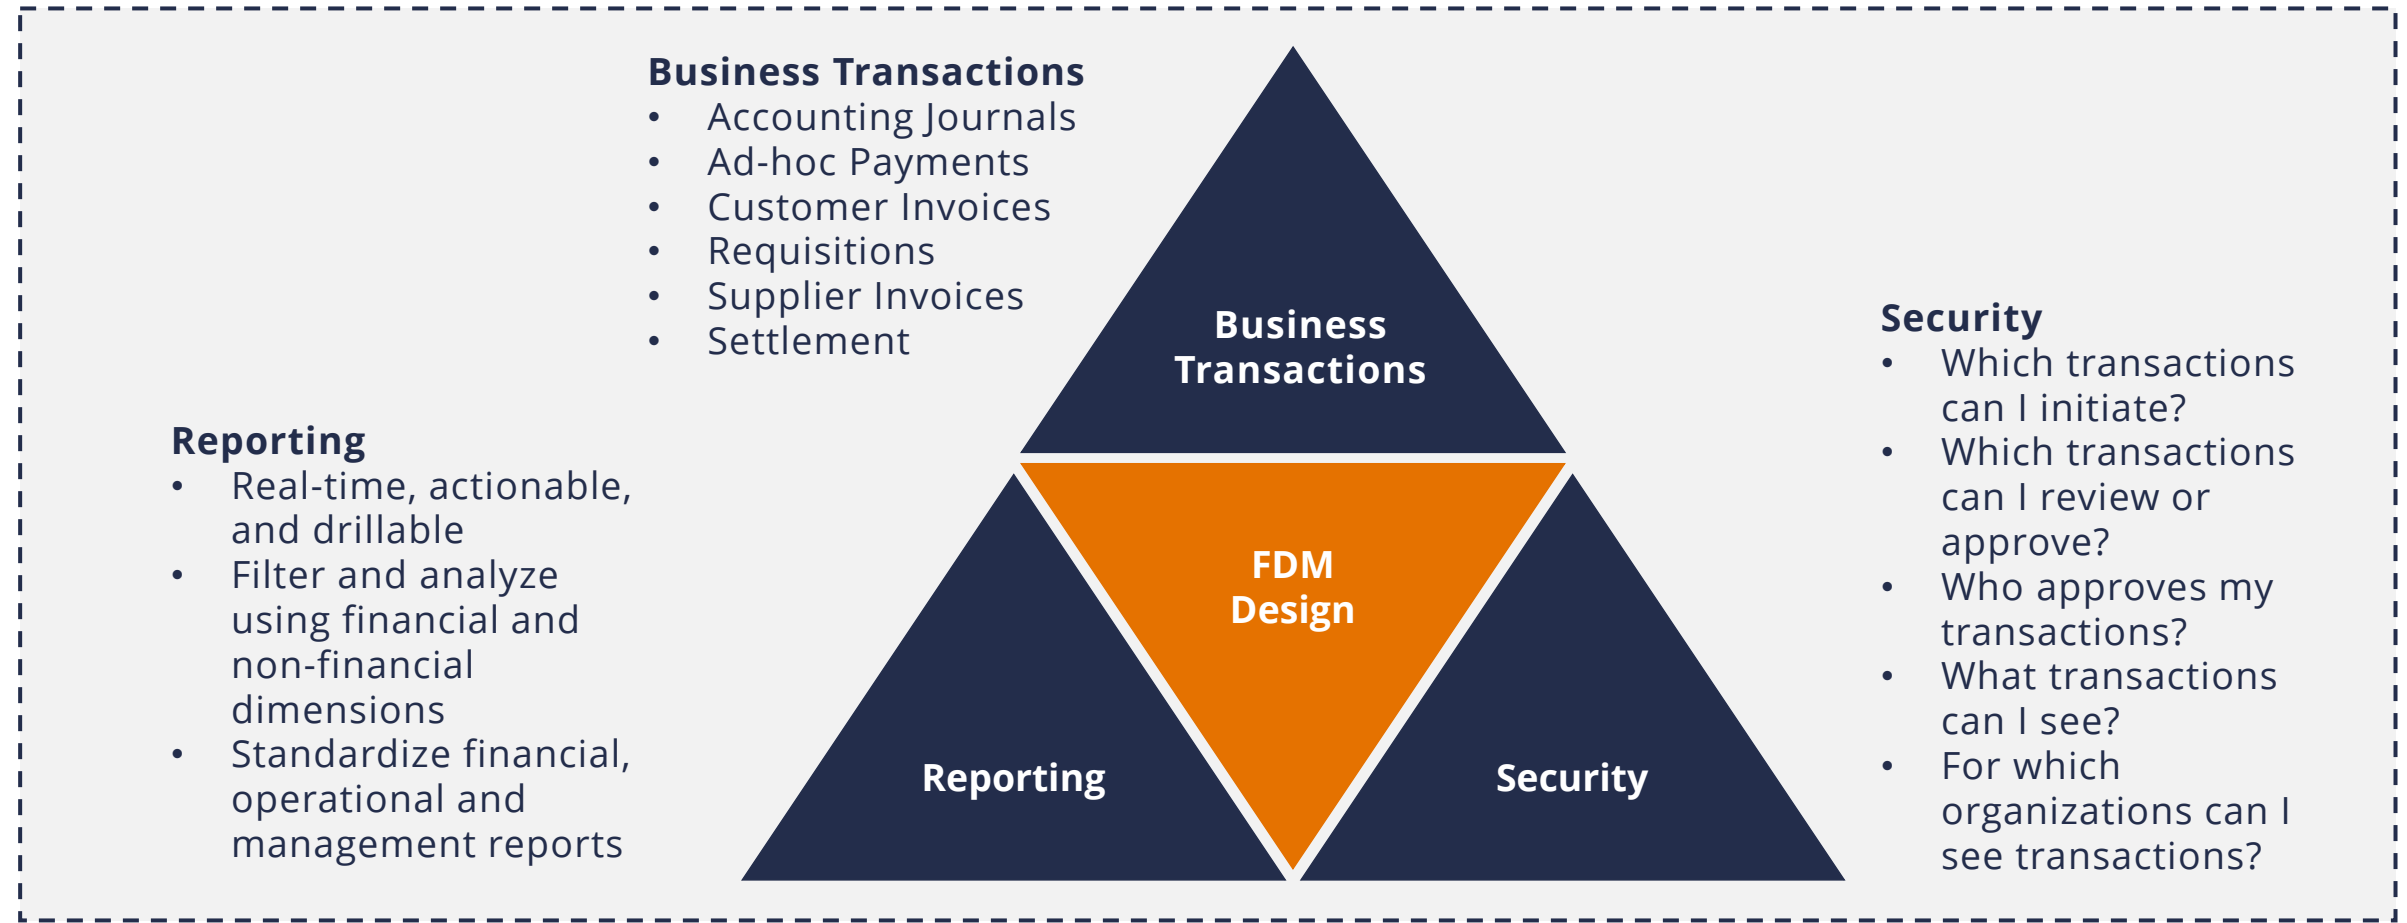 Business Transactions
• Accounting Journals
• Ad-hoc Payments
• Customer Invoices
• Requisitions
• Supplier Invoices
• Settlement
Reporting
• Real-time, actionable,
and drillable
• Filter and analyze
using financial and
non-financial
dimensions
• Standardize financial,
operational and
management reports
Business
Transactions
FDM
Design
Reporting
Security
Security
• Which transactions
can I initiate?
• Which transactions
can I review or
approve?
• Who approves my
transactions?
• What transactions
can I see?
• For which
organizations can I
see transactions?